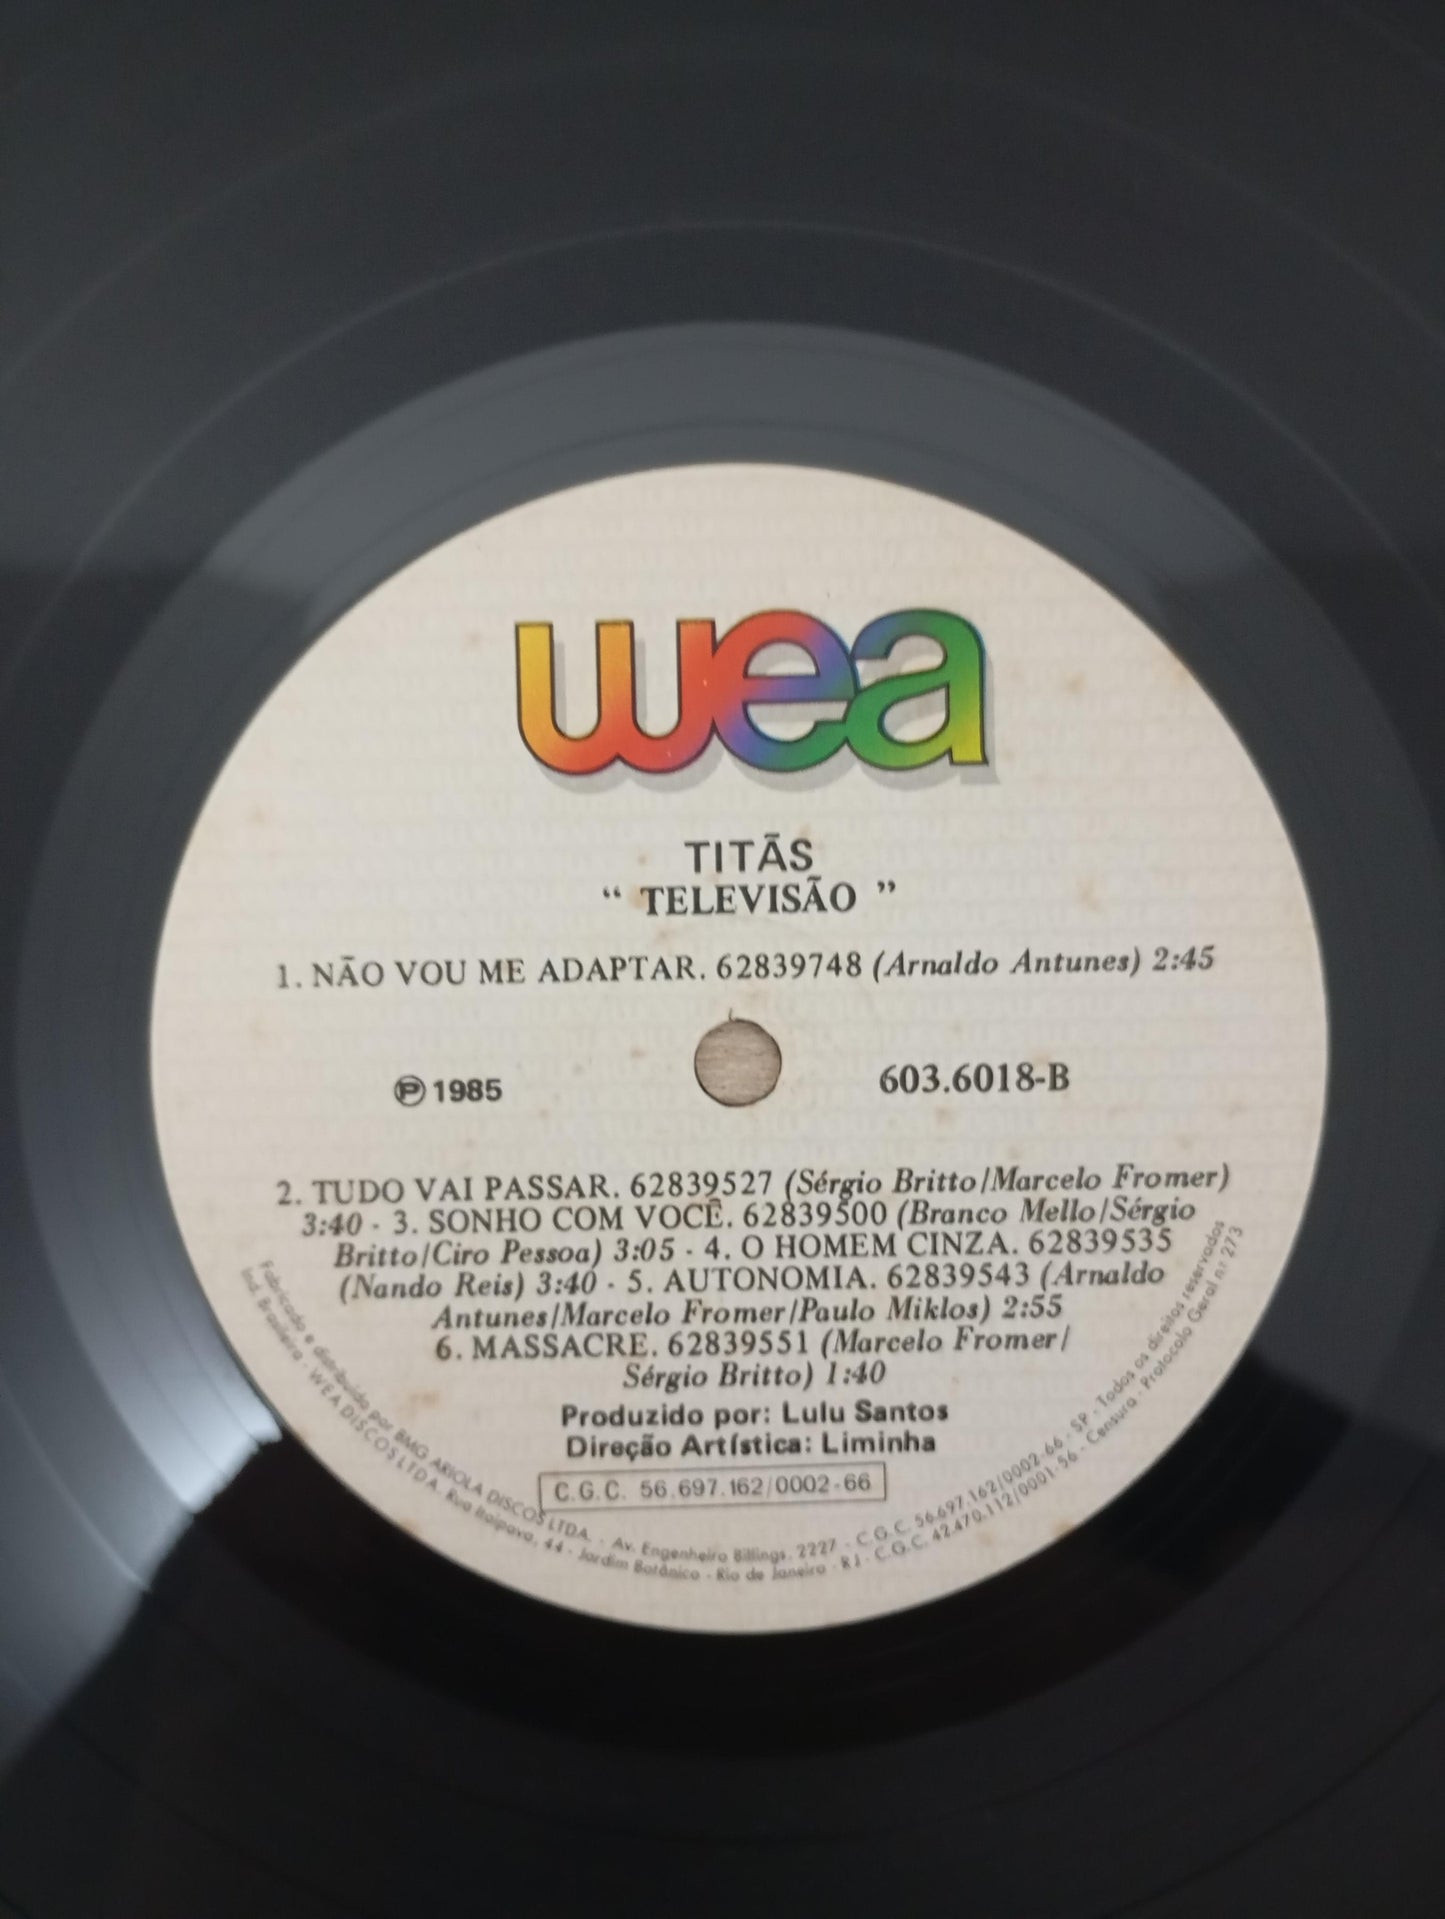 wea
TITÃS
“ TELEVISÃO ”
1. NÃO VOU ME ADAPTAR. 62839748 (Arnaldo Antunes) 2:45
℗ 1985
603.6018-B
2. TUDO VAI PASSAR. 62839527 (Sérgio Britto/Marcelo Fromer)
3:40 - 3. SONHO COM VOCÊ. 62839500 (Branco Mello/Sérgio
Britto/Ciro Pessoa) 3:05 - 4. O HOMEM CINZA. 62839535
(Nando Reis) 3:40 - 5. AUTONOMIA. 62839543 (Arnaldo
Antunes/Marcelo Fromer/Paulo Miklos) 2:55
6. MASSACRE. 62839551 (Marcelo Fromer/
Sérgio Britto) 1:40
Produzido por: Lulu Santos
Direção Artística: Liminha
C.G.C. 56.697.162/0002-66
Fabricado e distribuído por BMG ARIOLA DISCOS LTDA. - Av. Engenheiro Billings, 2227 - C.G.C. 56.697.162/0002-66 - SP - Todos os direitos reservados
Ind. Brasileira - WEA DISCOS LTDA. Rua Itaipava, 44 - Jardim Botânico - Rio de Janeiro - RJ - C.G.C. 42.470.112/0001-56 - Censura - Protocolo Geral nº 273